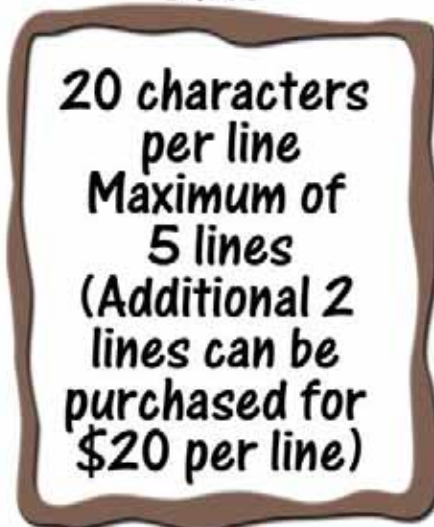 20 characters
per line
Maximum of
5 lines
(Additional 2
lines can be
purchased for
$20 per line)